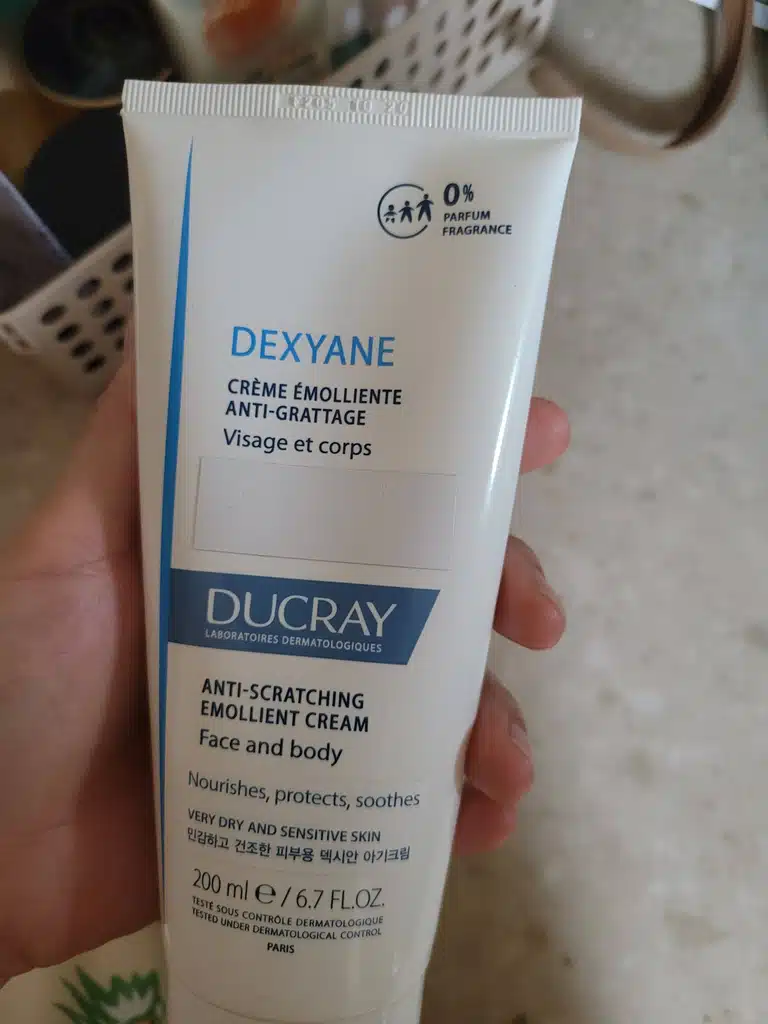 0%
PARFUM
FRAGRANCE
DEXYANE
CRÈME ÉMOLLIENTE
ANTI-GRATTAGE
Visage et corps
DUCRAY
LABORATOIRES DERMATOLOGIQUES
ANTI-SCRATCHING
EMOLLIENT CREAM
Face and body
Nourishes, protects, soothes
VERY DRY AND SENSITIVE SKIN
민감하고 건조한 피부용 덱시안 아기크림
200 ml e / 6.7 FL.OZ.
TESTÉ SOUS CONTRÔLE DERMATOLOGIQUE
TESTED UNDER DERMATOLOGICAL CONTROL
PARIS